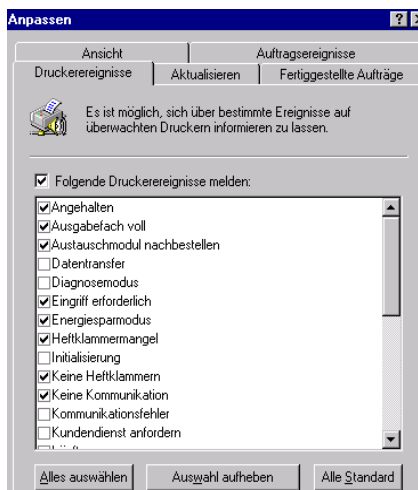 Anpassen
Ansicht
Auftragsereignisse
Druckerereignisse
Aktualisieren
Fertiggestellte Aufträge
Es ist möglich, sich über bestimmte Ereignisse auf
überwachten Druckern informieren zu lassen.
Folgende Druckerereignisse melden:
Angehalten
Ausgabefach voll
Austauschmodul nachbestellen
Datentransfer
Diagnosemodus
Eingriff erforderlich
Energiesparmodus
Heftklammermangel
Initialisierung
Keine Heftklammern
Keine Kommunikation
Kommunikationsfehler
Kundendienst anfordern
Alles auswählen
Auswahl aufheben
Alle Standard